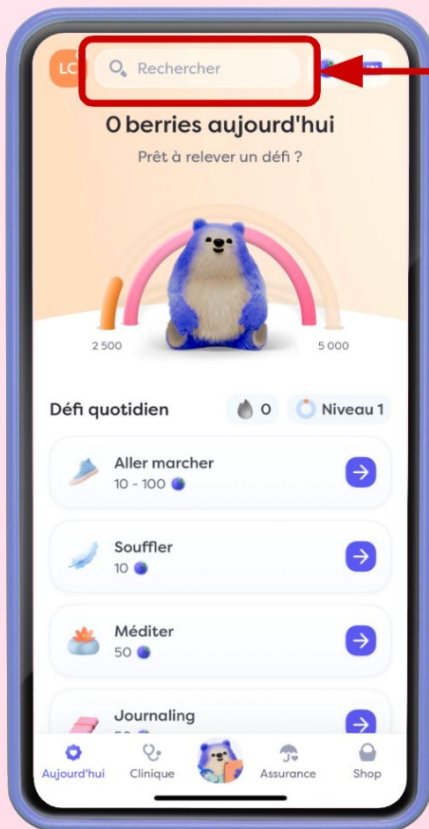 LC
Rechercher
0 berries aujourd'hui
Prêt à relever un défi ?
2 500
5 000
Défi quotidien
0
Niveau 1
Aller marcher
10 - 100
Souffler
10
Méditer
50
Journaling
Aujourd'hui
Clinique
Assurance
Shop